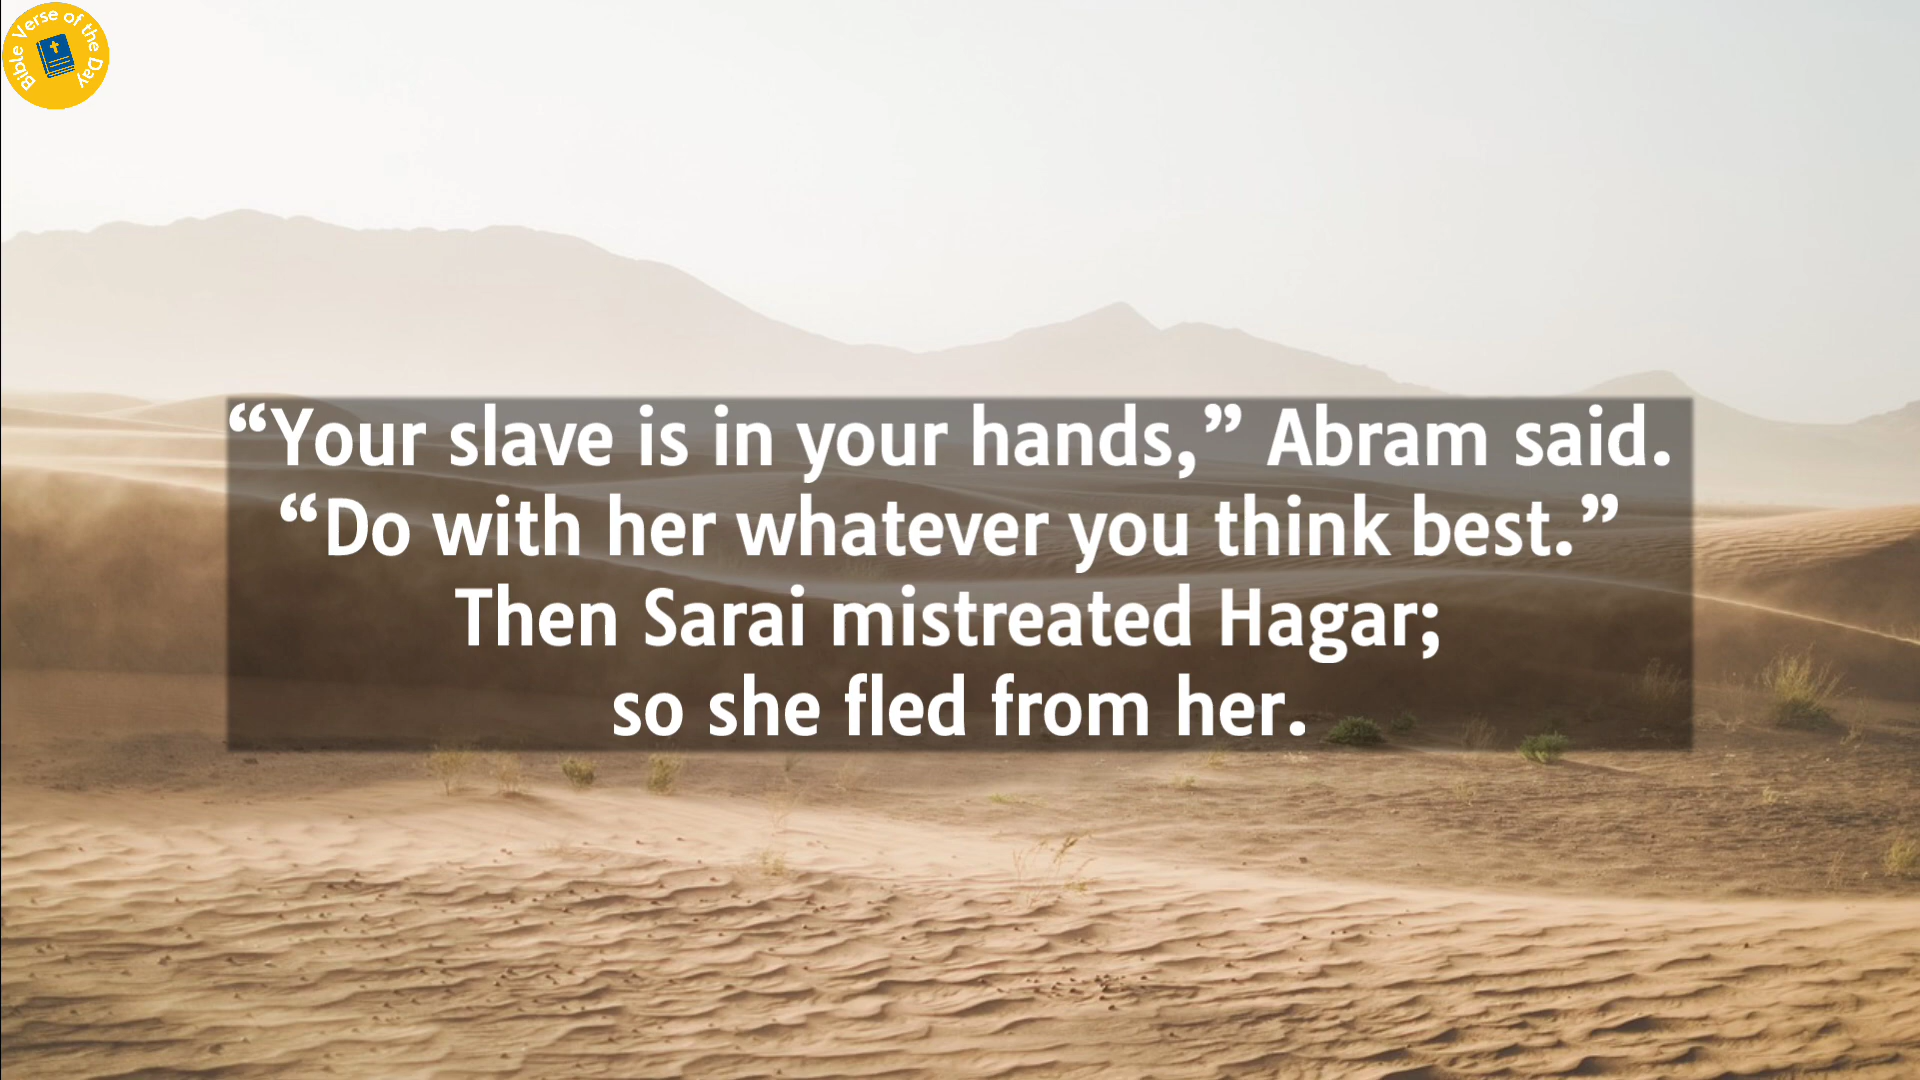 Bible Verse of the Day
“Your slave is in your hands,” Abram said.
“Do with her whatever you think best.”
Then Sarai mistreated Hagar;
so she fled from her.